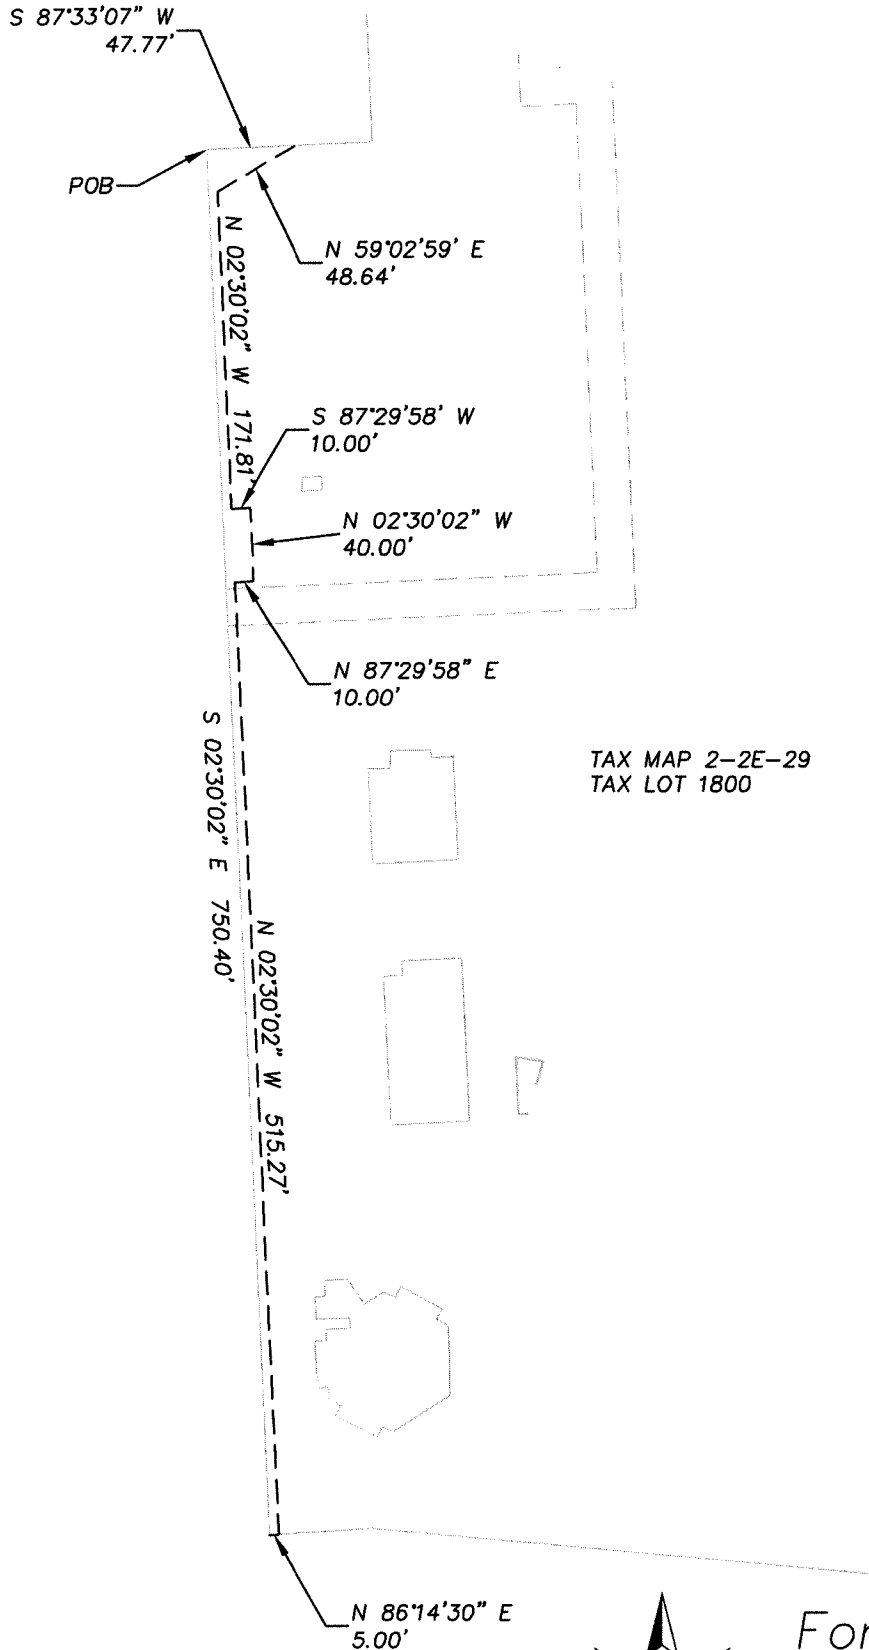 S 87°33'07" W
47.77'
POB
N 59°02'59' E
48.64'
N 02°30'02" W 171.81'
S 87°29'58' W
10.00'
N 02°30'02" W
40.00'
N 87°29'58" E
10.00'
S 02°30'02" E 750.40'
TAX MAP 2-2E-29
TAX LOT 1800
N 02°30'02" W 515.27'
N 86°14'30" E
5.00'